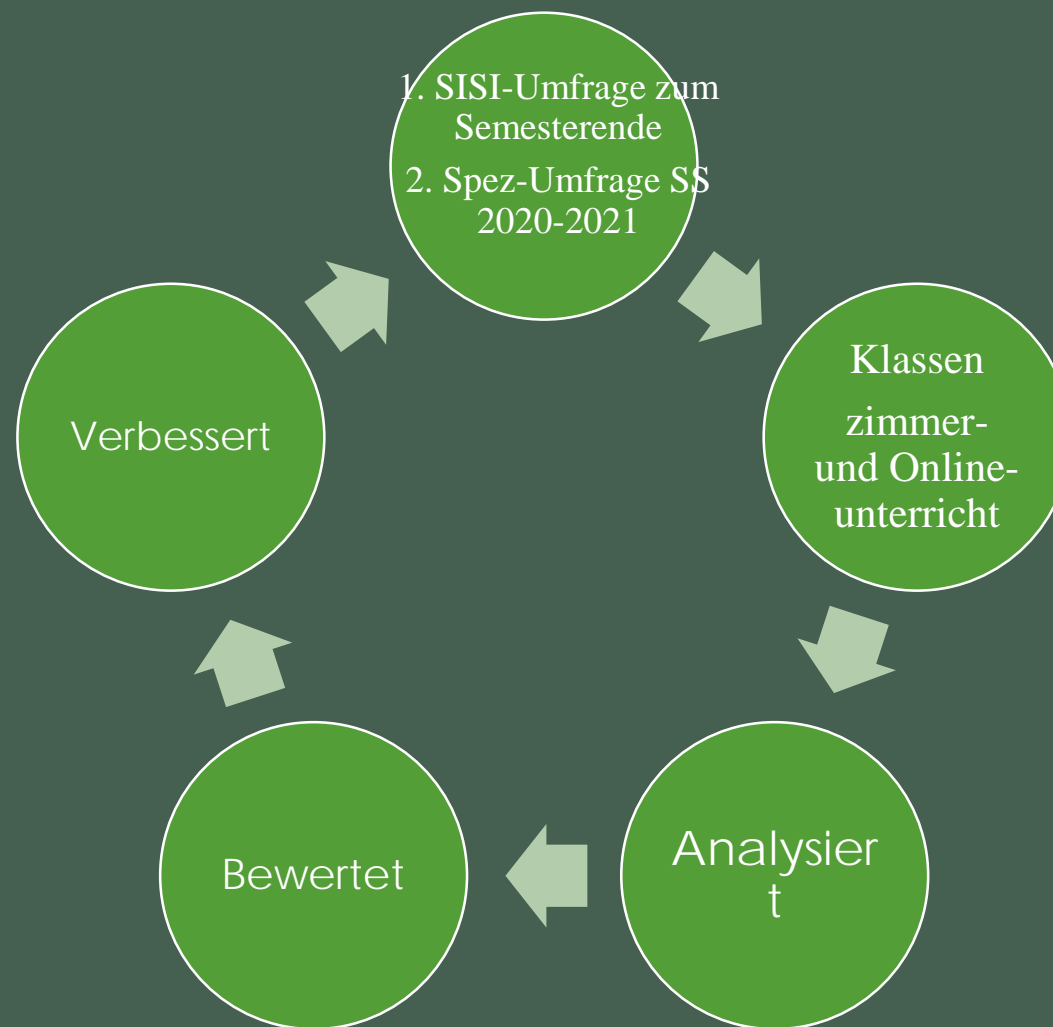 1. SISI-Umfrage zum
Semesterende
2. Spez-Umfrage SS
2020-2021
Klassen
zimmer-
und Online-
unterricht
Analysier
t
Bewertet
Verbessert